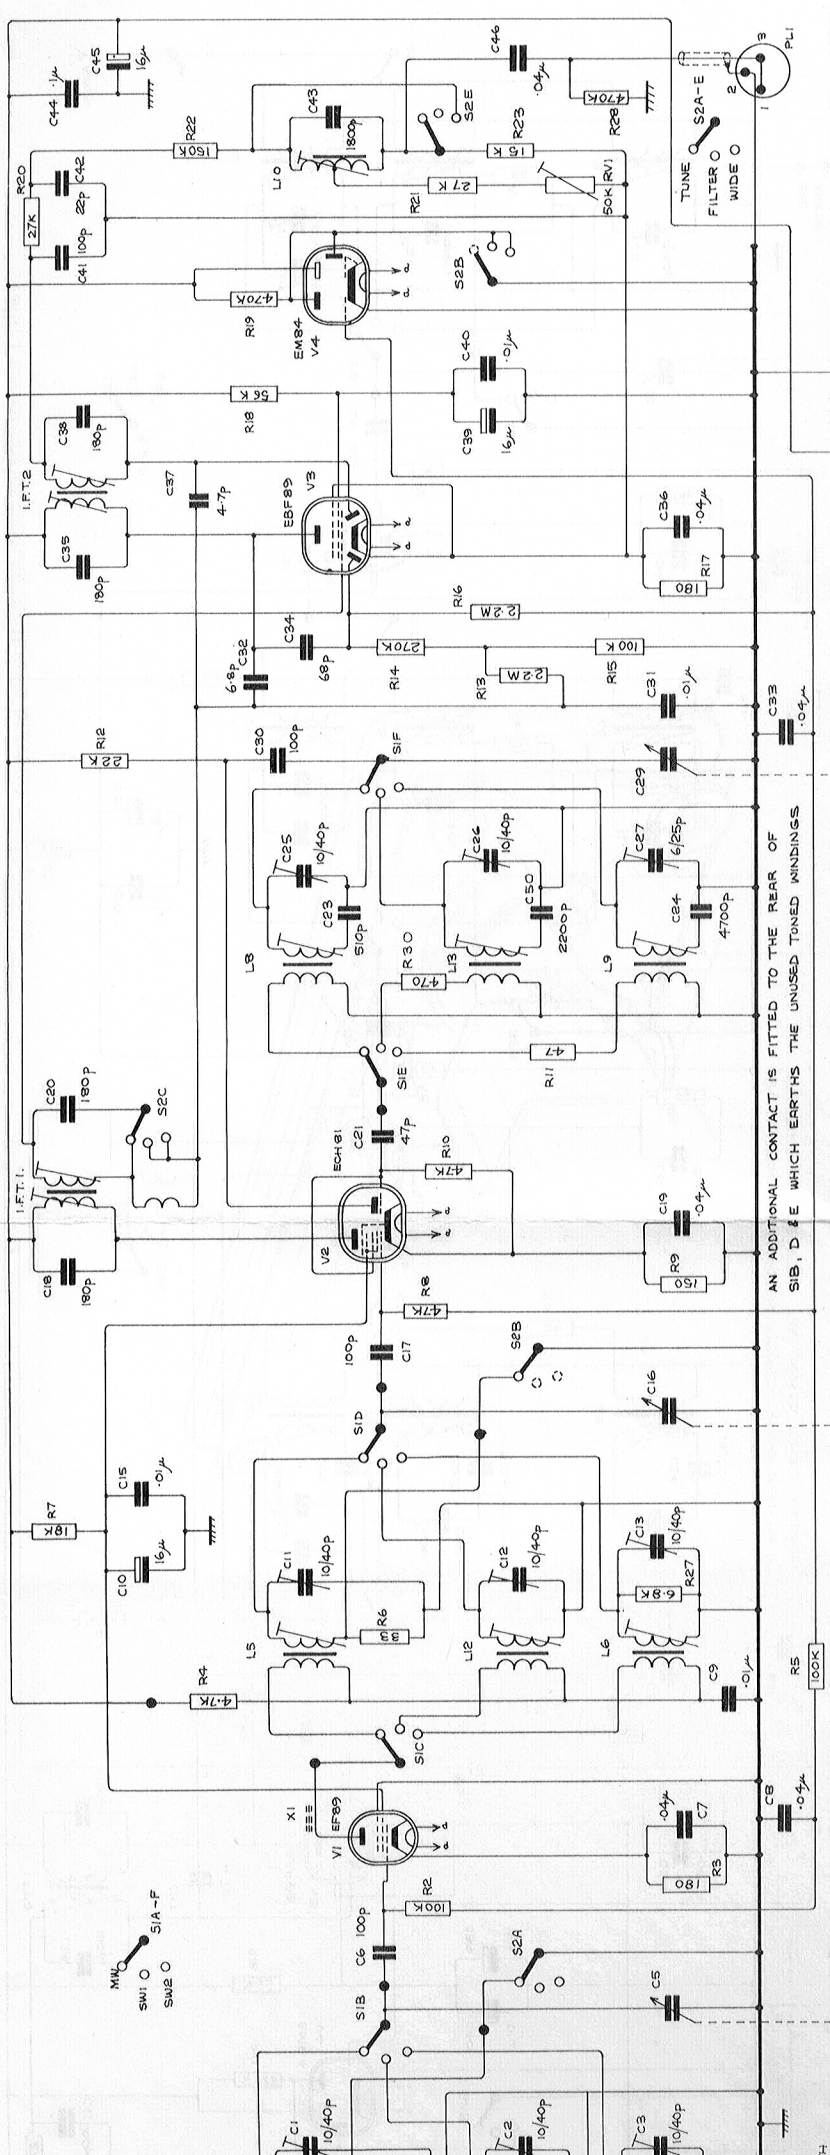 C45
16µ
C44
·1µ
C46
·04µ
470K
R28
3
2
1
PL1
TUNE
FILTER
WIDE
S2A-E
R22
150K
C43
1800p
L10
S2E
R23
15K
R20
27K
C42
22p
C41
100p
R21
27K
50K
RV1
R19
470K
EM84
V4
a
a
S2B
R18
56K
C40
·01µ
C39
16µ
I.F.T.2
C38
180p
C35
180p
C37
4·7p
EBF89
V3
a
a
C36
·04µ
180
R17
R16
2·2M
C34
68p
6·8p
C32
270K
R14
R13
2·2M
100K
R15
C31
·01µ
C33
·04µ
R12
22K
C30
100p
S1F
C29
C25
10/40p
C23
510p
L8
C26
10/40p
C50
2200p
R30
470
L13
C27
6/25p
C24
4700p
L9
S1E
47
R11
C20
180p
S2C
I.F.T.1.
C18
180p
C21
47p
ECH81
V2
a
a
R10
47K
R8
47K
C19
·04µ
R9
150
AN ADDITIONAL CONTACT IS FITTED TO THE REAR OF
S1B, D & E WHICH EARTHS THE UNUSED TUNED WINDINGS
100p
C17
S2B
S1D
C16
R7
18K
C15
·01µ
C10
16µ
C11
10/40p
L5
R6
33
C12
10/40p
L12
C13
10/40p
6·8K
R27
L6
R4
4·7K
C9
·01µ
R5
100K
S1C
X1
EF89
V1
a
a
C8
·04µ
·04µ
C7
180
R3
R2
100K
C6
100p
S1B
S2A
C5
MW
SW1
SW2
S1A-F
C1
10/40p
C2
10/40p
C3
10/40p